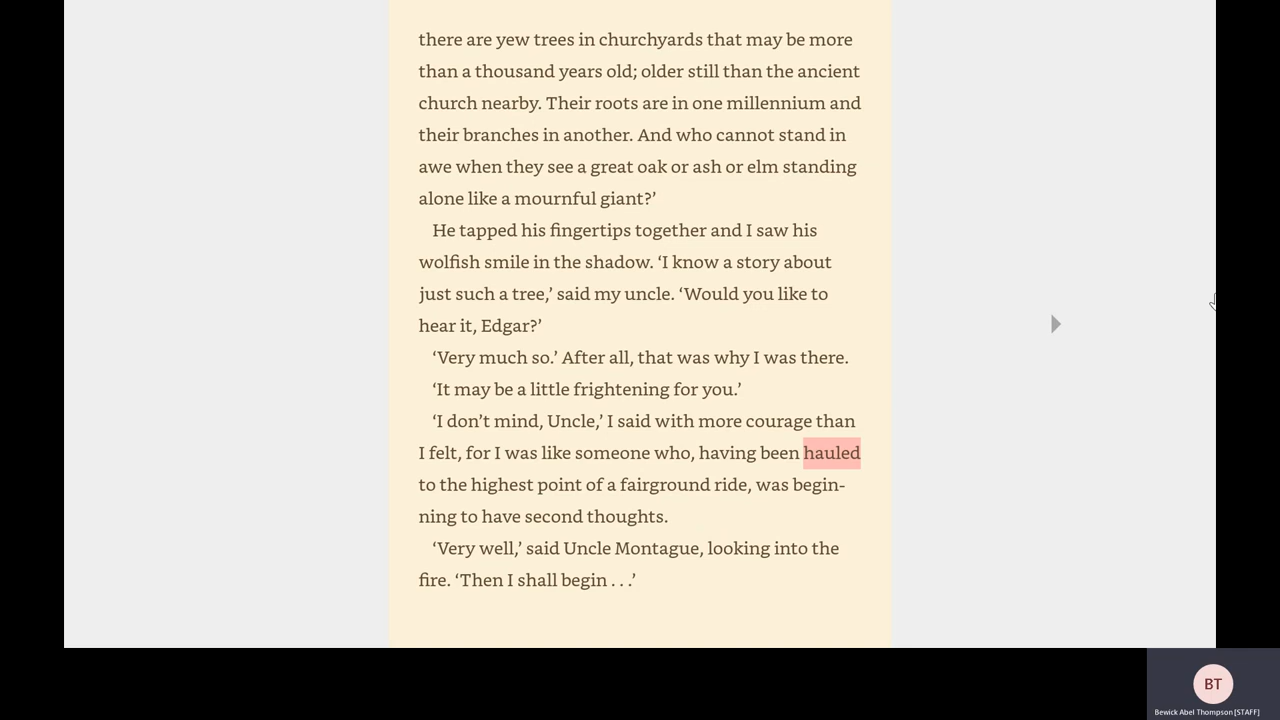 there are yew trees in churchyards that may be more
than a thousand years old; older still than the ancient
church nearby. Their roots are in one millennium and
their branches in another. And who cannot stand in
awe when they see a great oak or ash or elm standing
alone like a mournful giant?’
He tapped his fingertips together and I saw his
wolfish smile in the shadow. ‘I know a story about
just such a tree,’ said my uncle. ‘Would you like to
hear it, Edgar?’
‘Very much so.’ After all, that was why I was there.
‘It may be a little frightening for you.’
‘I don’t mind, Uncle,’ I said with more courage than
I felt, for I was like someone who, having been hauled
to the highest point of a fairground ride, was begin-
ning to have second thoughts.
‘Very well,’ said Uncle Montague, looking into the
fire. ‘Then I shall begin . . .’
BT
Bewick Abel Thompson [STAFF]